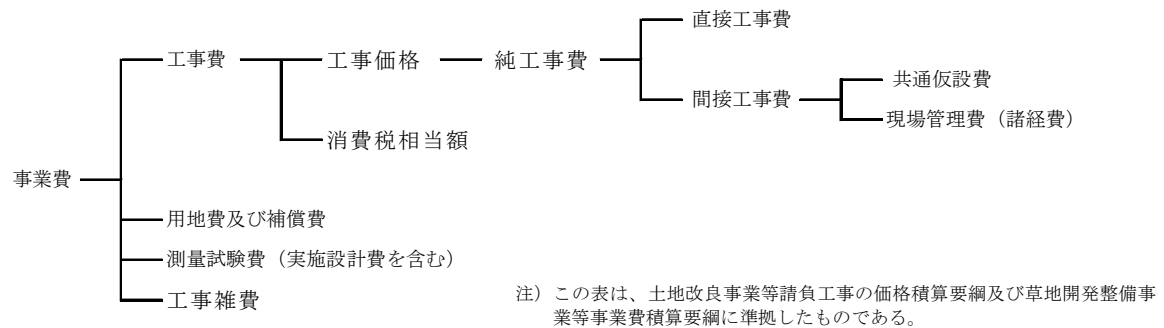 直接工事費
工事費
工事価格
純工事費
間接工事費
共通仮設費
現場管理費（諸経費）
消費税相当額
事業費
用地費及び補償費
測量試験費（実施設計費を含む）
工事雑費
注）この表は、土地改良事業等請負工事の価格積算要綱及び草地開発整備事
業等事業費積算要綱に準拠したものである。